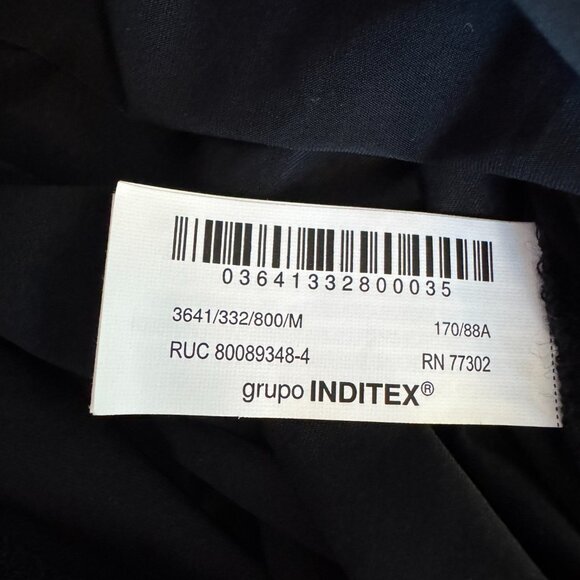 03641332800035
3641/332/800/M 170/88A
RUC 80089348-4 RN 77302
grupo INDITEX®